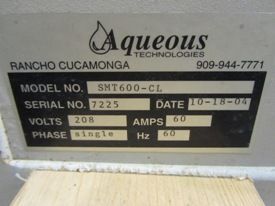 Aqueous
TECHNOLOGIES
RANCHO CUCAMONGA 909-944-7771
MODEL NO. SMT600-CL
SERIAL NO. 7225 DATE 10-18-04
VOLTS 208 AMPS 60
PHASE single Hz 60